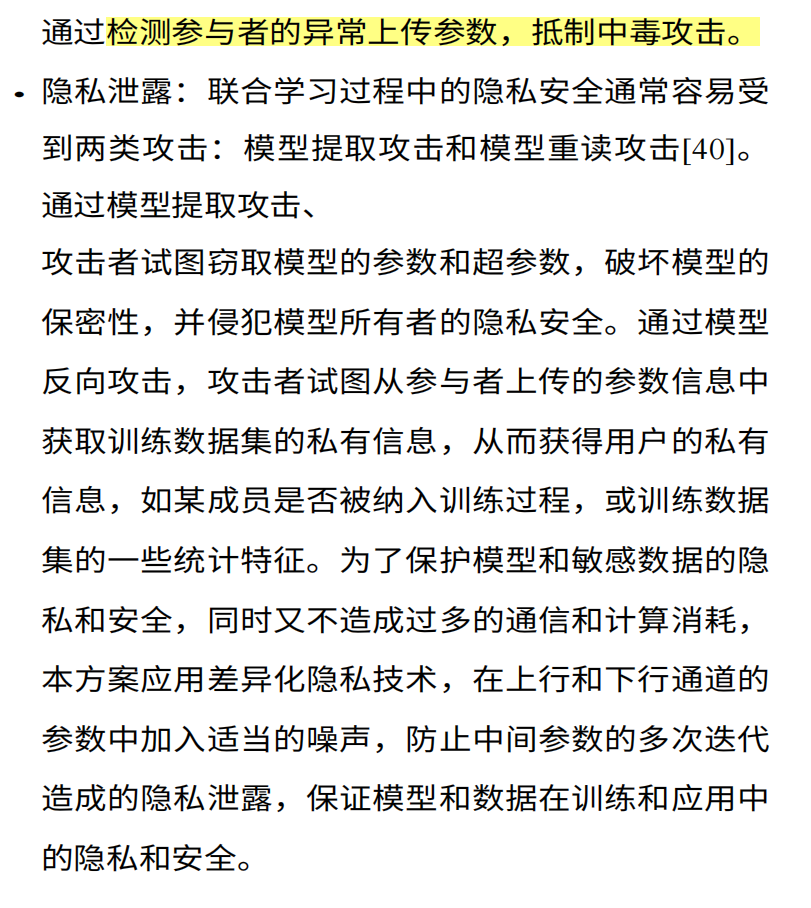 通过检测参与者的异常上传参数，抵制中毒攻击。
• 隐私泄露：联合学习过程中的隐私安全通常容易受
到两类攻击：模型提取攻击和模型重读攻击[40]。
通过模型提取攻击、
攻击者试图窃取模型的参数和超参数，破坏模型的
保密性，并侵犯模型所有者的隐私安全。通过模型
反向攻击，攻击者试图从参与者上传的参数信息中
获取训练数据集的私有信息，从而获得用户的私有
信息，如某成员是否被纳入训练过程，或训练数据
集的一些统计特征。为了保护模型和敏感数据的隐
私和安全，同时又不造成过多的通信和计算消耗，
本方案应用差异化隐私技术，在上行和下行通道的
参数中加入适当的噪声，防止中间参数的多次迭代
造成的隐私泄露，保证模型和数据在训练和应用中
的隐私和安全。